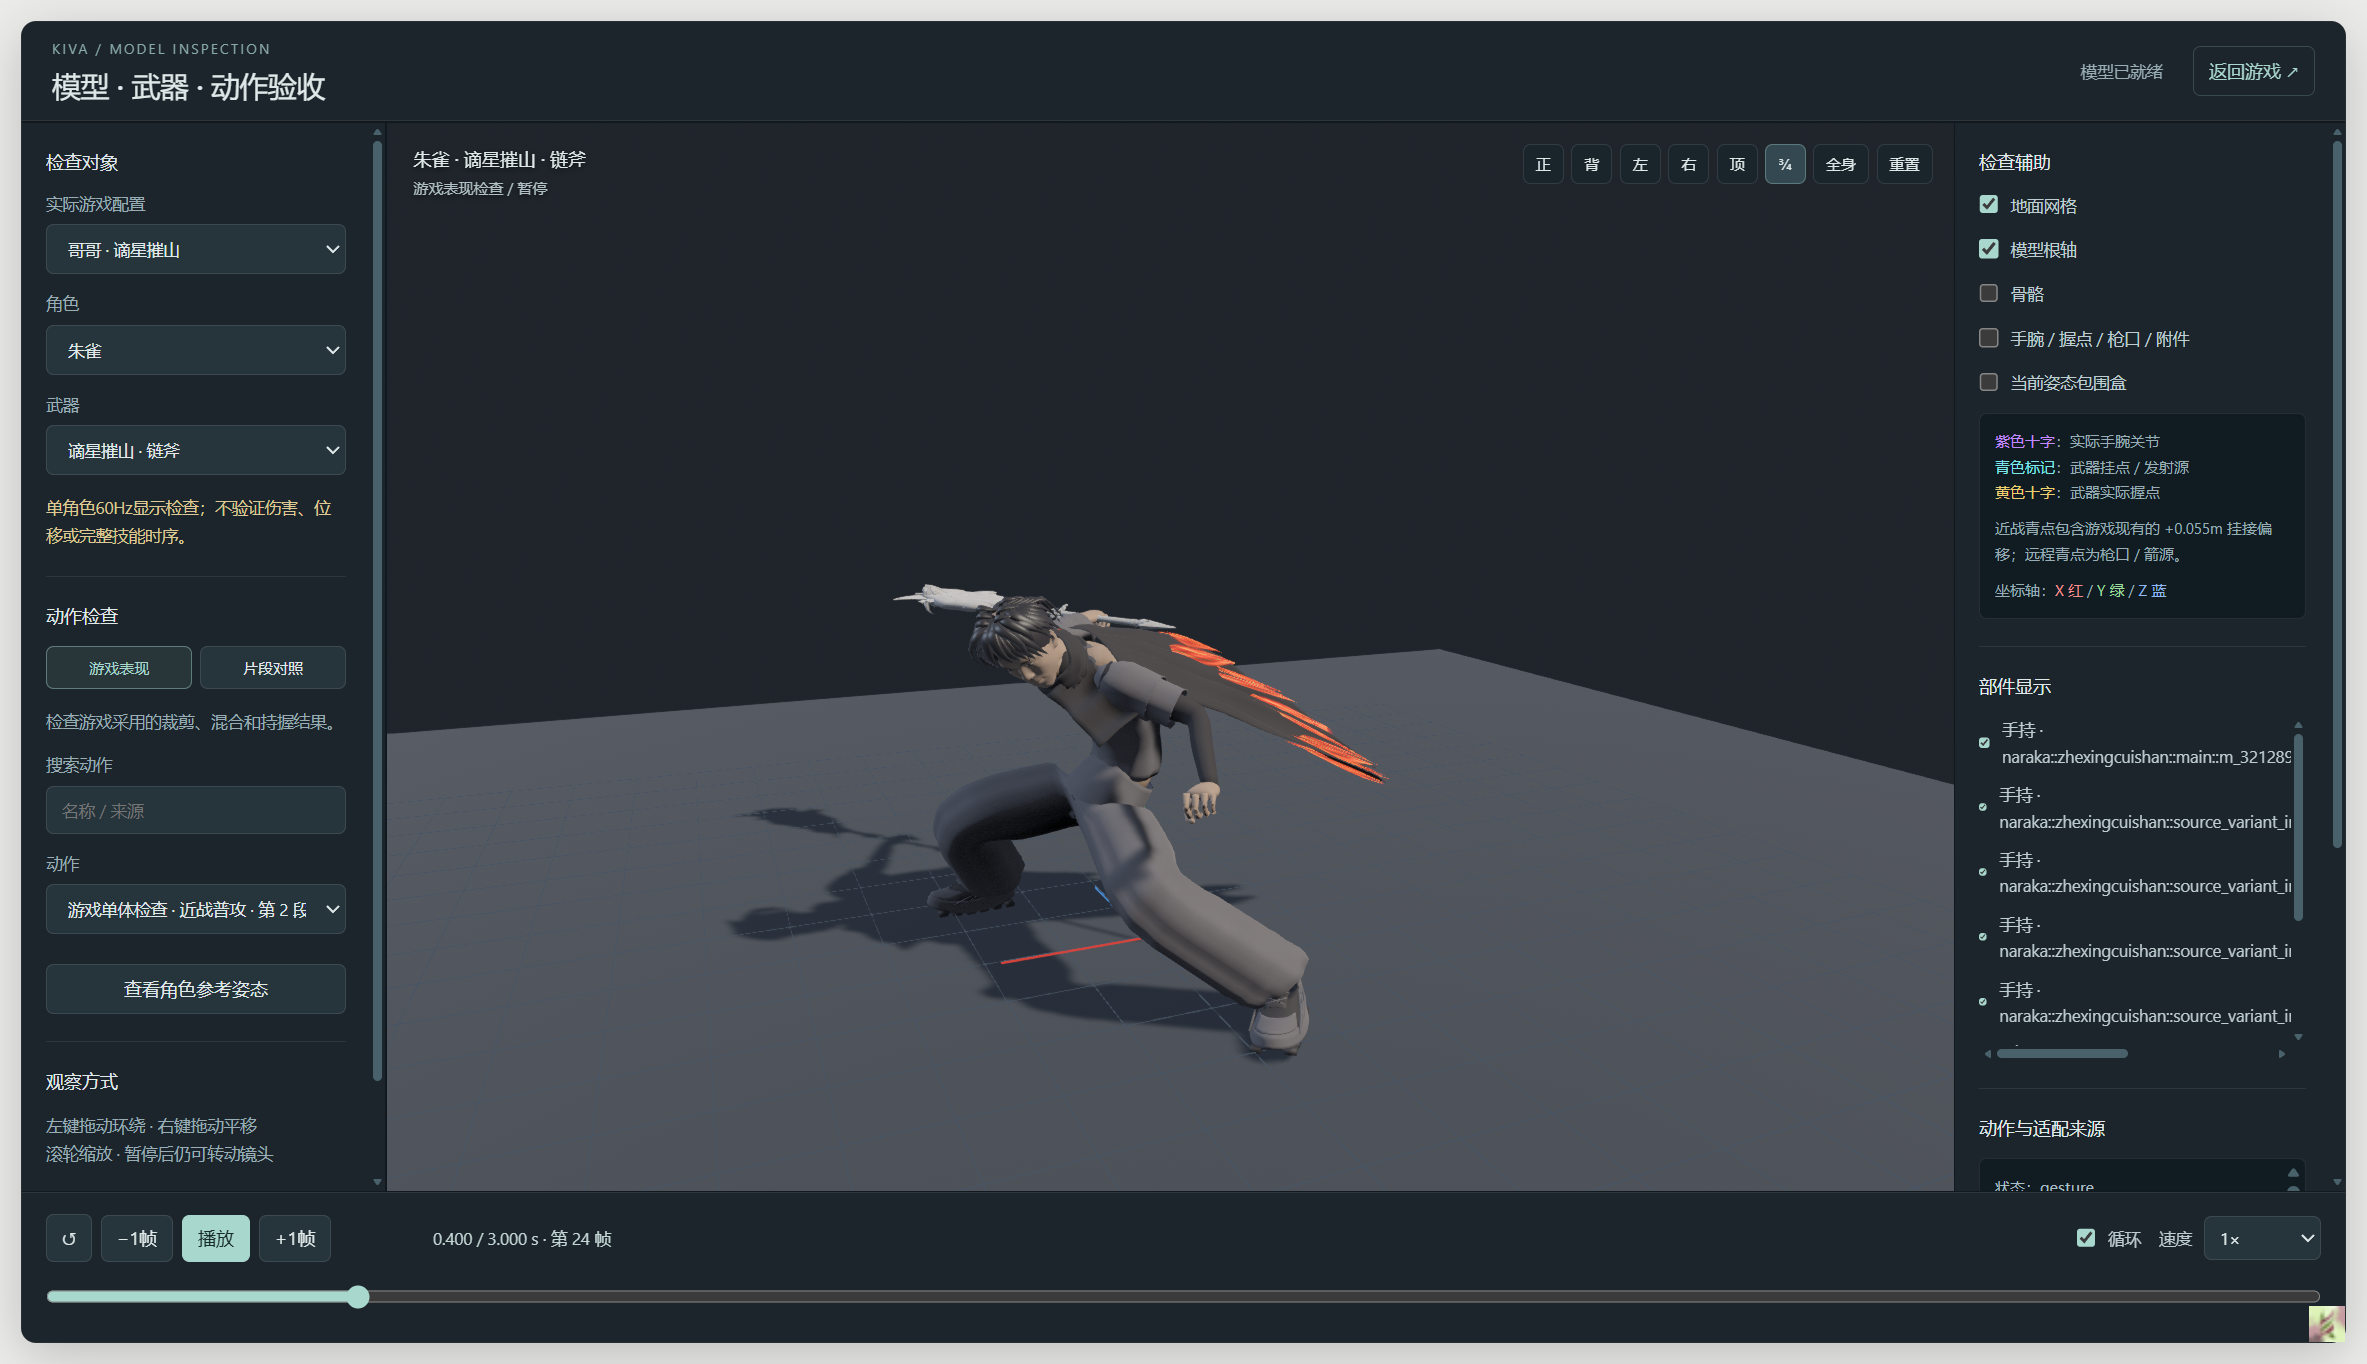 KIVA / MODEL INSPECTION
模型 · 武器 · 动作验收
模型已就绪
返回游戏 ↗
检查对象
实际游戏配置
哥哥 · 谪星摧山
角色
朱雀
武器
谪星摧山 · 链斧
单角色60Hz显示检查；不验证伤害、位
移或完整技能时序。
动作检查
游戏表现
片段对照
检查游戏采用的裁剪、混合和持握结果。
搜索动作
名称 / 来源
动作
游戏单体检查 · 近战普攻 · 第 2 段
查看角色参考姿态
观察方式
左键拖动环绕 · 右键拖动平移
滚轮缩放 · 暂停后仍可转动镜头
朱雀 · 谪星摧山 · 链斧
游戏表现检查 / 暂停
正
背
左
右
顶
¾
全身
重置
检查辅助
地面网格
模型根轴
骨骼
手腕 / 握点 / 枪口 / 附件
当前姿态包围盒
紫色十字：实际手腕关节
青色标记：武器挂点 / 发射源
黄色十字：武器实际握点
近战青点包含游戏现有的 +0.055m 挂接偏
移；远程青点为枪口 / 箭源。
坐标轴：X 红 / Y 绿 / Z 蓝
部件显示
手持 ·
naraka::zhexingcuishan::main::m_321289
手持 ·
naraka::zhexingcuishan::source_variant_i
手持 ·
naraka::zhexingcuishan::source_variant_i
手持 ·
naraka::zhexingcuishan::source_variant_i
手持 ·
naraka::zhexingcuishan::source_variant_i
动作与适配来源
状态：gesture
↺
−1帧
播放
+1帧
0.400 / 3.000 s · 第 24 帧
循环
速度
1×